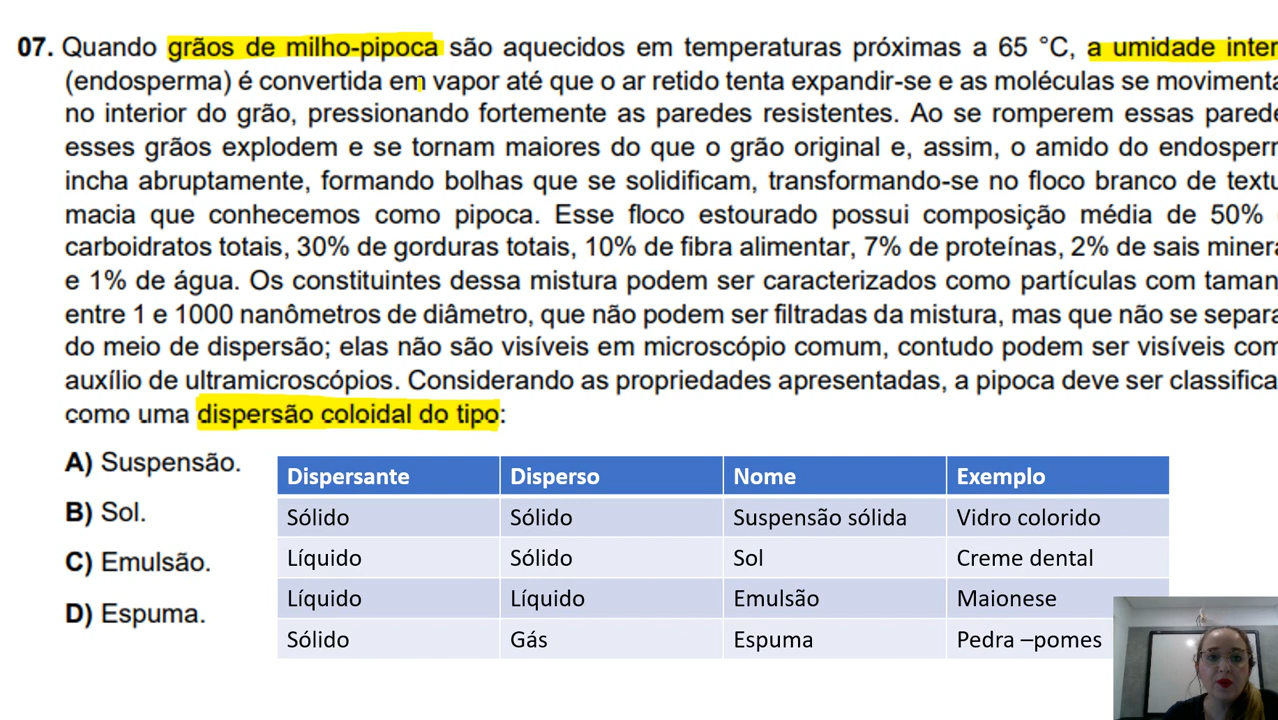 07. Quando grãos de milho-pipoca são aquecidos em temperaturas próximas a 65 °C, a umidade inter
(endosperma) é convertida em vapor até que o ar retido tenta expandir-se e as moléculas se movimenta
no interior do grão, pressionando fortemente as paredes resistentes. Ao se romperem essas parede
esses grãos explodem e se tornam maiores do que o grão original e, assim, o amido do endosperm
incha abruptamente, formando bolhas que se solidificam, transformando-se no floco branco de textu
macia que conhecemos como pipoca. Esse floco estourado possui composição média de 50%
carboidratos totais, 30% de gorduras totais, 10% de fibra alimentar, 7% de proteínas, 2% de sais minera
e 1% de água. Os constituintes dessa mistura podem ser caracterizados como partículas com taman
entre 1 e 1000 nanômetros de diâmetro, que não podem ser filtradas da mistura, mas que não se separa
do meio de dispersão; elas não são visíveis em microscópio comum, contudo podem ser visíveis com
auxílio de ultramicroscópios. Considerando as propriedades apresentadas, a pipoca deve ser classifica
como uma dispersão coloidal do tipo:
A) Suspensão.
B) Sol.
C) Emulsão.
D) Espuma.
Dispersante Disperso Nome Exemplo
Sólido Sólido Suspensão sólida Vidro colorido
Líquido Sólido Sol Creme dental
Líquido Líquido Emulsão Maionese
Sólido Gás Espuma Pedra –pomes